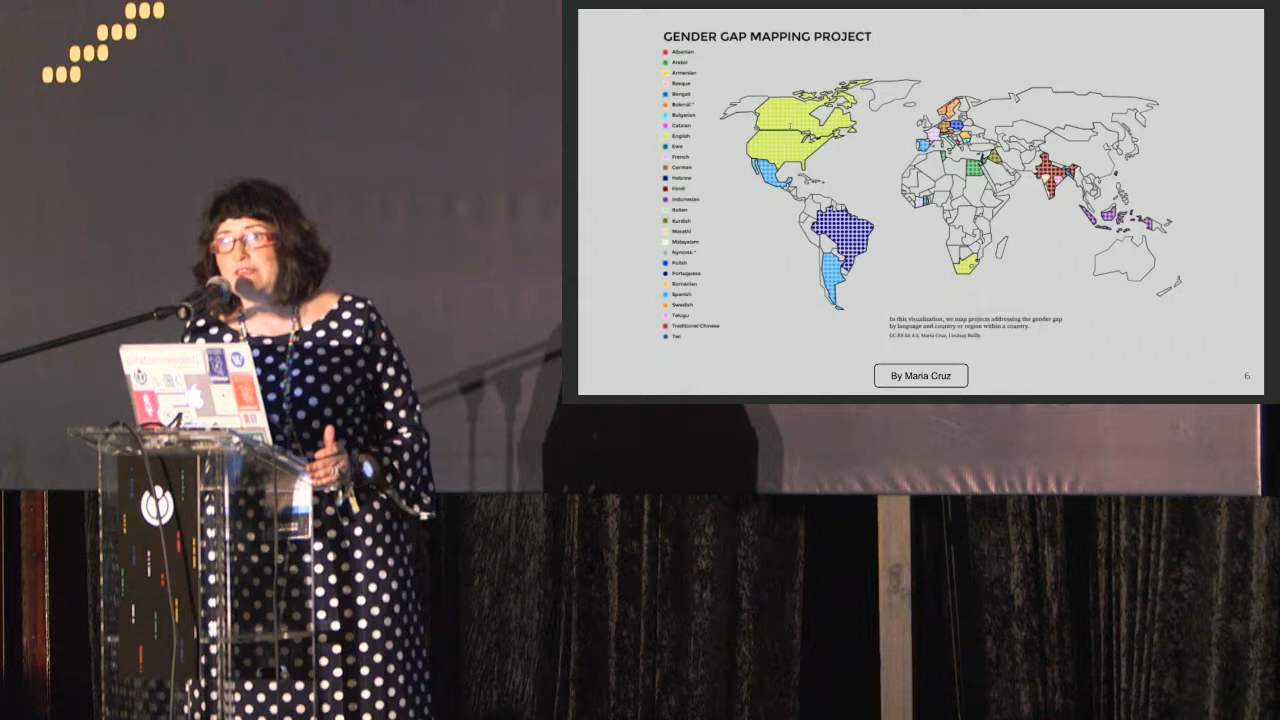 GENDER GAP MAPPING PROJECT
Albanian
Arabic
Armenian
Basque
Bengali
Bokmål *
Bulgarian
Catalan
English
Ewe
French
German
Hebrew
Hindi
Indonesian
Italian
Kurdish
Marathi
Malayalam
Nynorsk *
Polish
Portuguese
Romanian
Spanish
Swedish
Telugu
Traditional Chinese
Twi
In this visualization, we map projects addressing the gender gap
by language and country or region within a country.
CC BY-SA 4.0, Maria Cruz, Lindsay Reilly
By Maria Cruz
6